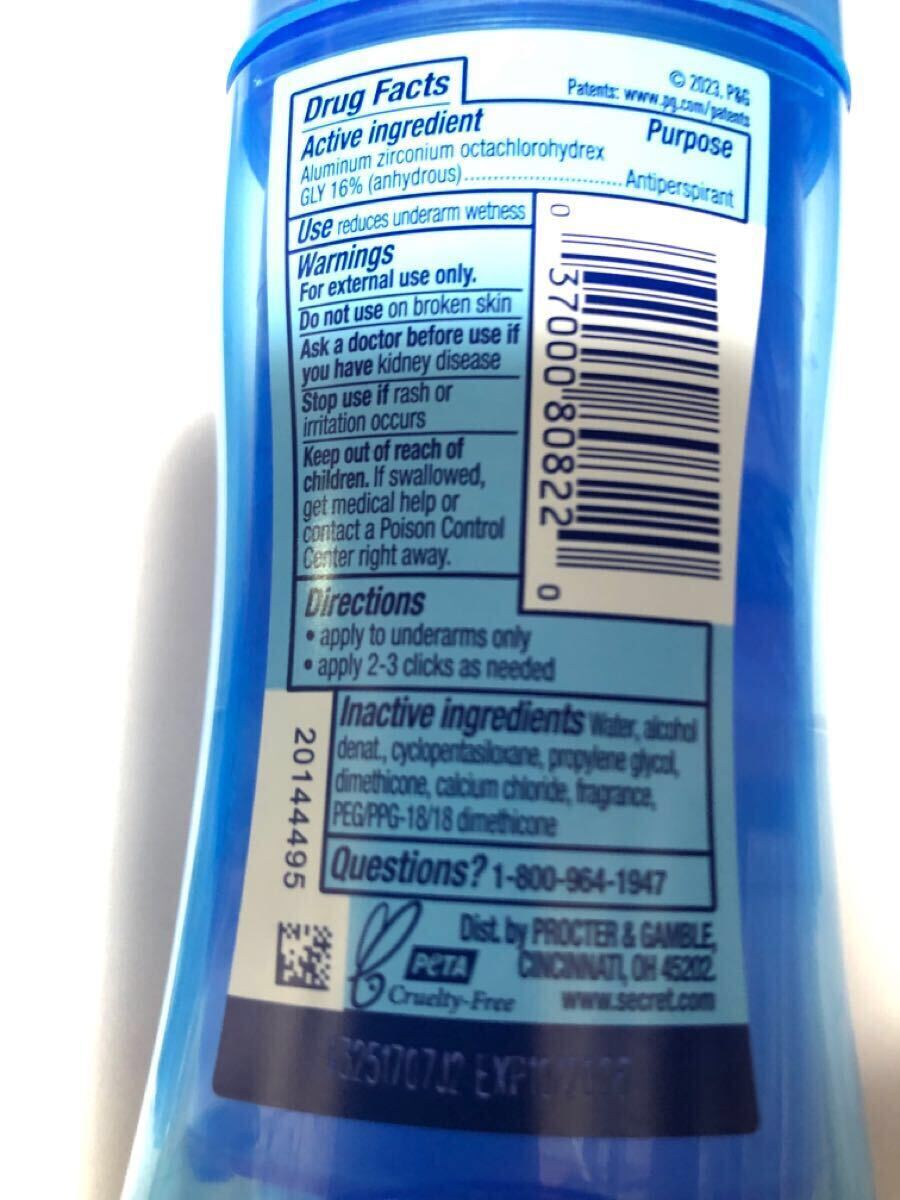 © 2023, P&G
Patents: www.pg.com/patents
Drug Facts
Active ingredient Purpose
Aluminum zirconium octachlorohydrex
GLY 16% (anhydrous)............................Antiperspirant
Use reduces underarm wetness
Warnings
For external use only.
Do not use on broken skin
Ask a doctor before use if
you have kidney disease
Stop use if rash or
irritation occurs
Keep out of reach of
children. If swallowed,
get medical help or
contact a Poison Control
Center right away.
0 37000 80822 0
Directions
• apply to underarms only
• apply 2-3 clicks as needed
Inactive ingredients Water, alcohol
denat., cyclopentasiloxane, propylene glycol,
dimethicone, calcium chloride, fragrance,
PEG/PPG-18/18 dimethicone
Questions? 1-800-964-1947
20144495
PETA
Cruelty-Free
Dist. by PROCTER & GAMBLE,
CINCINNATI, OH 45202
www.secret.com
EXP